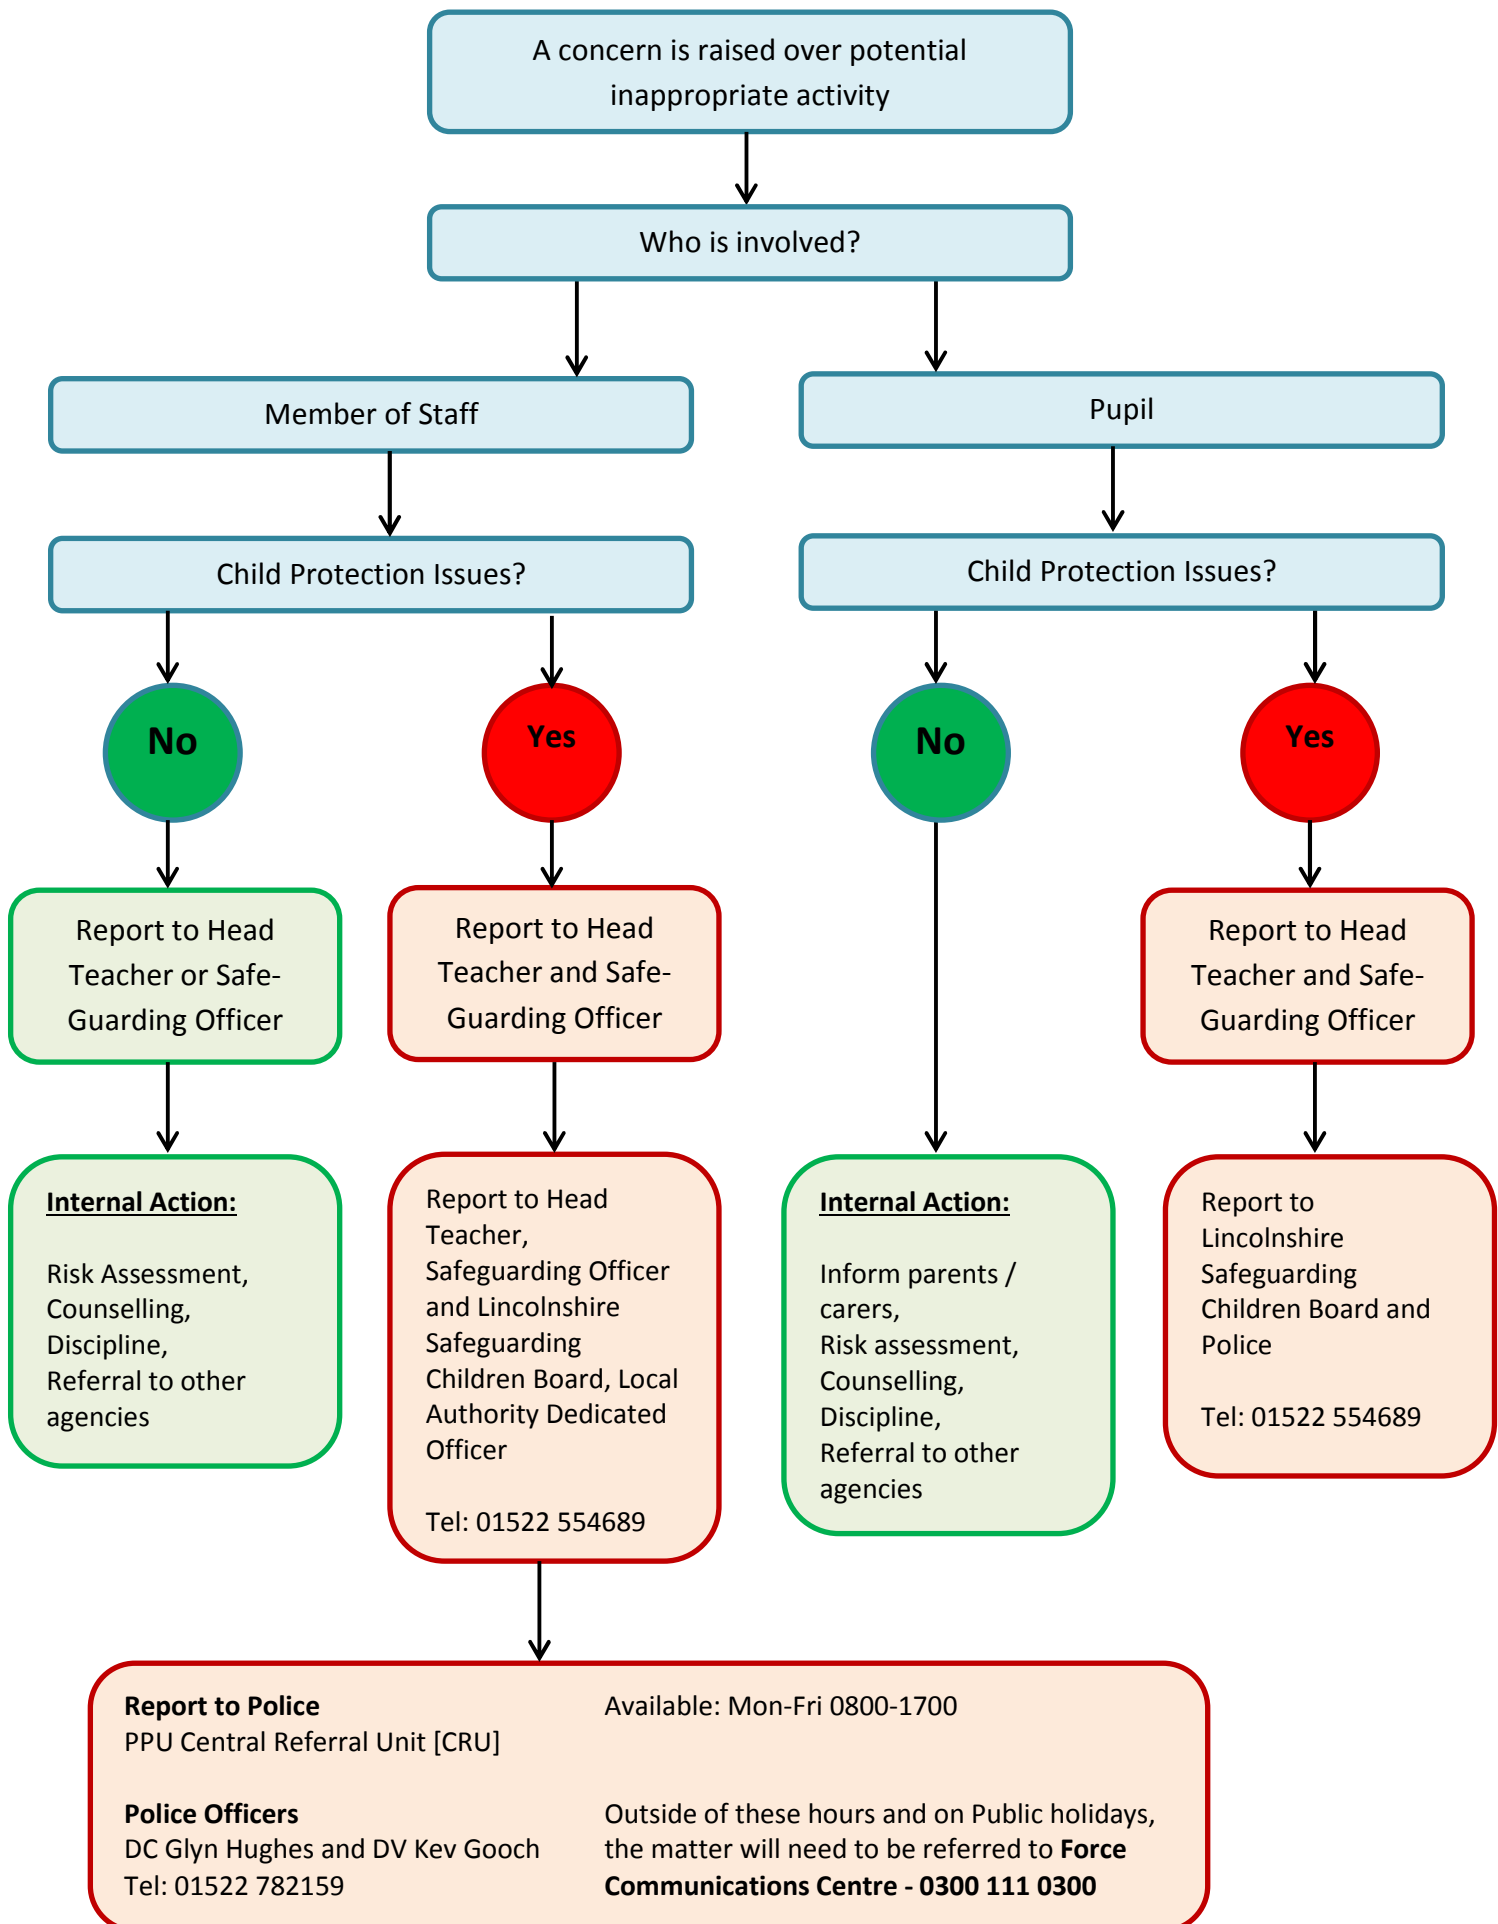 A concern is raised over potential
inappropriate activity
Who is involved?
Member of Staff
Pupil
Child Protection Issues?
Child Protection Issues?
No
Yes
No
Yes
Report to Head
Teacher or Safe-
Guarding Officer
Report to Head
Teacher and Safe-
Guarding Officer
Report to Head
Teacher and Safe-
Guarding Officer
Internal Action:
Risk Assessment,
Counselling,
Discipline,
Referral to other
agencies
Report to Head
Teacher,
Safeguarding Officer
and Lincolnshire
Safeguarding
Children Board, Local
Authority Dedicated
Officer
Tel: 01522 554689
Internal Action:
Inform parents /
carers,
Risk assessment,
Counselling,
Discipline,
Referral to other
agencies
Report to
Lincolnshire
Safeguarding
Children Board and
Police
Tel: 01522 554689
Report to Police
PPU Central Referral Unit [CRU]
Police Officers
DC Glyn Hughes and DV Kev Gooch
Tel: 01522 782159
Available: Mon-Fri 0800-1700
Outside of these hours and on Public holidays,
the matter will need to be referred to Force
Communications Centre - 0300 111 0300